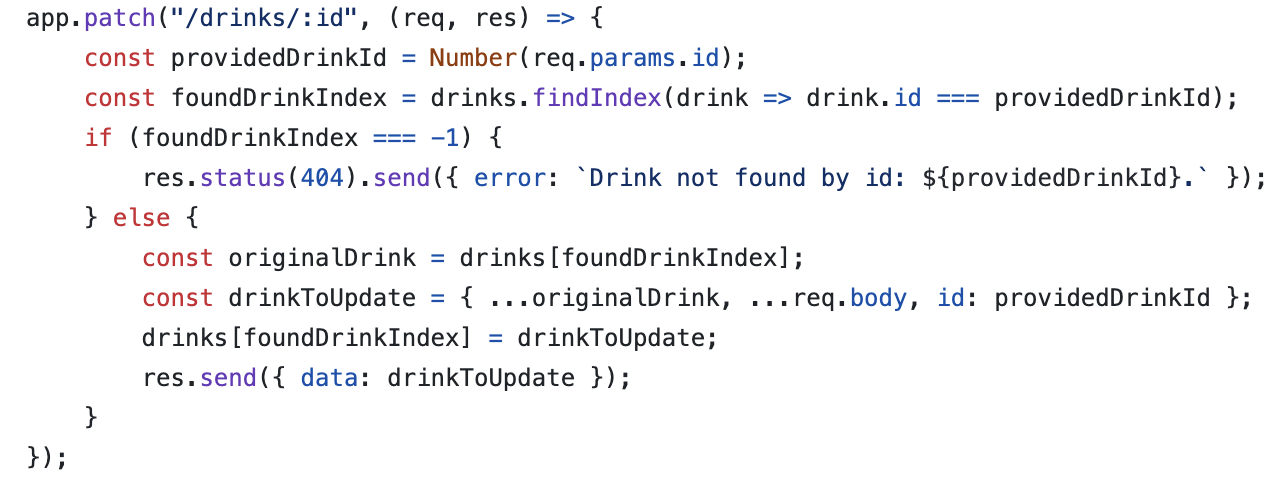 app.patch("/drinks/:id", (req, res) => {
    const providedDrinkId = Number(req.params.id);
    const foundDrinkIndex = drinks.findIndex(drink => drink.id === providedDrinkId);
    if (foundDrinkIndex === -1) {
        res.status(404).send({ error: `Drink not found by id: ${providedDrinkId}.` });
    } else {
        const originalDrink = drinks[foundDrinkIndex];
        const drinkToUpdate = { ...originalDrink, ...req.body, id: providedDrinkId };
        drinks[foundDrinkIndex] = drinkToUpdate;
        res.send({ data: drinkToUpdate });
    }
});